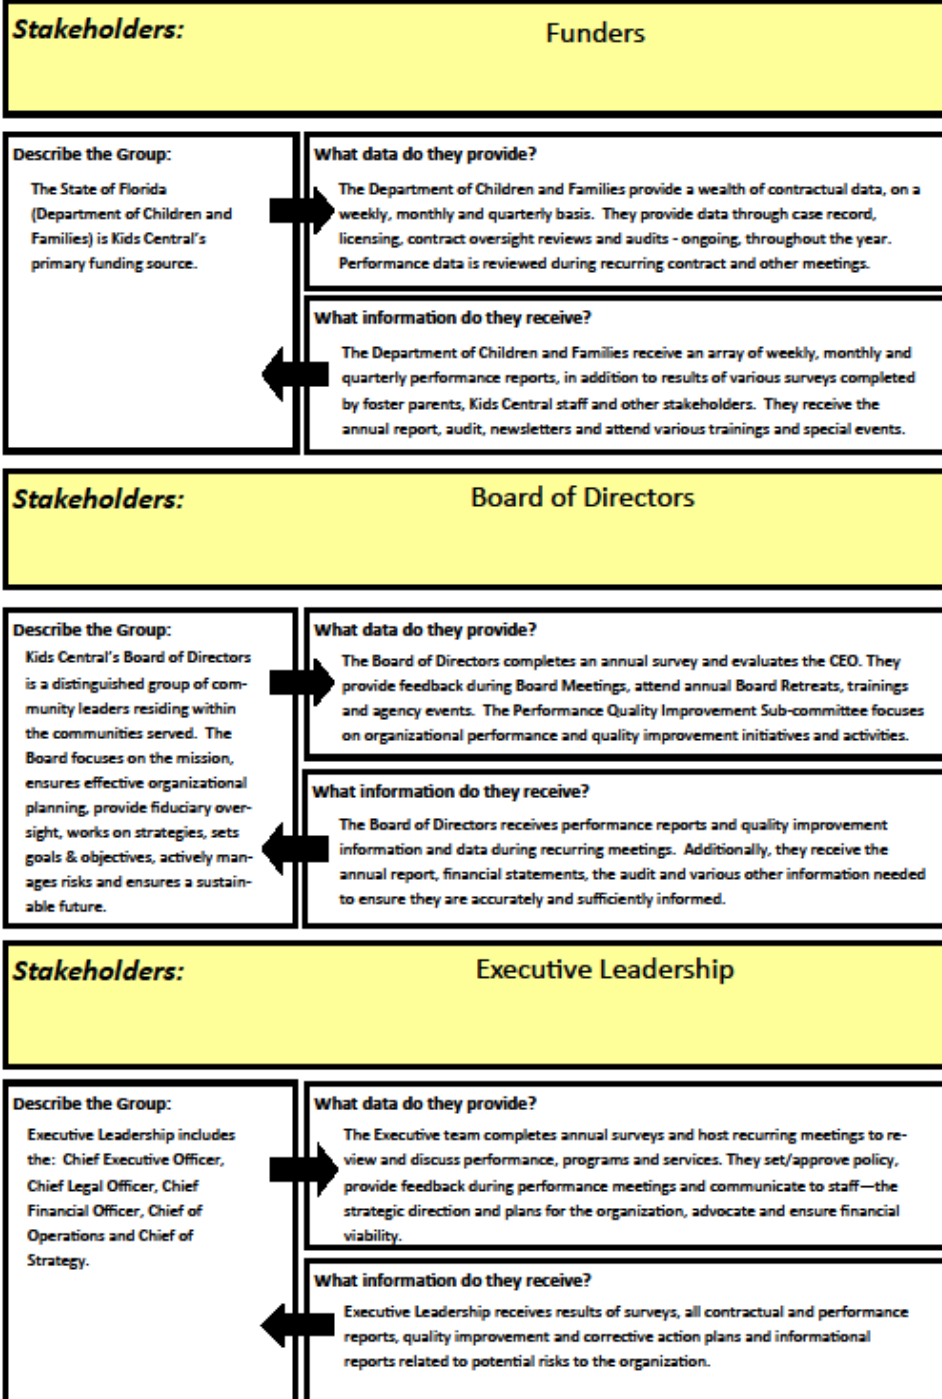 Stakeholders:
Funders
Describe the Group:
The State of Florida
(Department of Children and
Families) is Kids Central's
primary funding source.
What data do they provide?
The Department of Children and Families provide a wealth of contractual data, on a
weekly, monthly and quarterly basis.  They provide data through case record,
licensing, contract oversight reviews and audits - ongoing, throughout the year.
Performance data is reviewed during recurring contract and other meetings.
What information do they receive?
The Department of Children and Families receive an array of weekly, monthly and
quarterly performance reports, in addition to results of various surveys completed
by foster parents, Kids Central staff and other stakeholders.  They receive the
annual report, audit, newsletters and attend various trainings and special events.
Stakeholders:
Board of Directors
Describe the Group:
Kids Central's Board of Directors
is a distinguished group of com-
munity leaders residing within
the communities served.  The
Board focuses on the mission,
ensures effective organizational
planning, provide fiduciary over-
sight, works on strategies, sets
goals & objectives, actively man-
ages risks and ensures a sustain-
able future.
What data do they provide?
The Board of Directors completes an annual survey and evaluates the CEO. They
provide feedback during Board Meetings, attend annual Board Retreats, trainings
and agency events.  The Performance Quality Improvement Sub-committee focuses
on organizational performance and quality improvement initiatives and activities.
What information do they receive?
The Board of Directors receives performance reports and quality improvement
information and data during recurring meetings.  Additionally, they receive the
annual report, financial statements, the audit and various other information needed
to ensure they are accurately and sufficiently informed.
Stakeholders:
Executive Leadership
Describe the Group:
Executive Leadership includes
the:  Chief Executive Officer,
Chief Legal Officer, Chief
Financial Officer, Chief of
Operations and Chief of
Strategy.
What data do they provide?
The Executive team completes annual surveys and host recurring meetings to re-
view and discuss performance, programs and services. They set/approve policy,
provide feedback during performance meetings and communicate to staff—the
strategic direction and plans for the organization, advocate and ensure financial
viability.
What information do they receive?
Executive Leadership receives results of surveys, all contractual and performance
reports, quality improvement and corrective action plans and informational
reports related to potential risks to the organization.